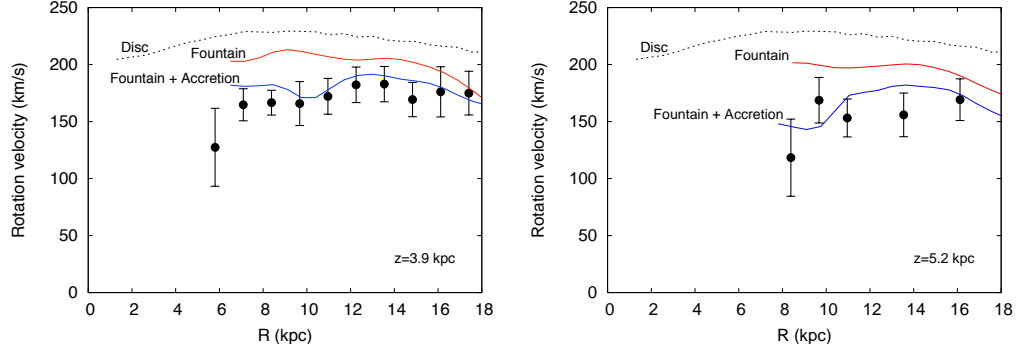 250
200
150
100
50
0
Rotation velocity (km/s)
Disc
Fountain
Fountain + Accretion
z=3.9 kpc
0 2 4 6 8 10 12 14 16 18
R (kpc)
250
200
150
100
50
0
Rotation velocity (km/s)
Disc
Fountain
Fountain + Accretion
z=5.2 kpc
0 2 4 6 8 10 12 14 16 18
R (kpc)